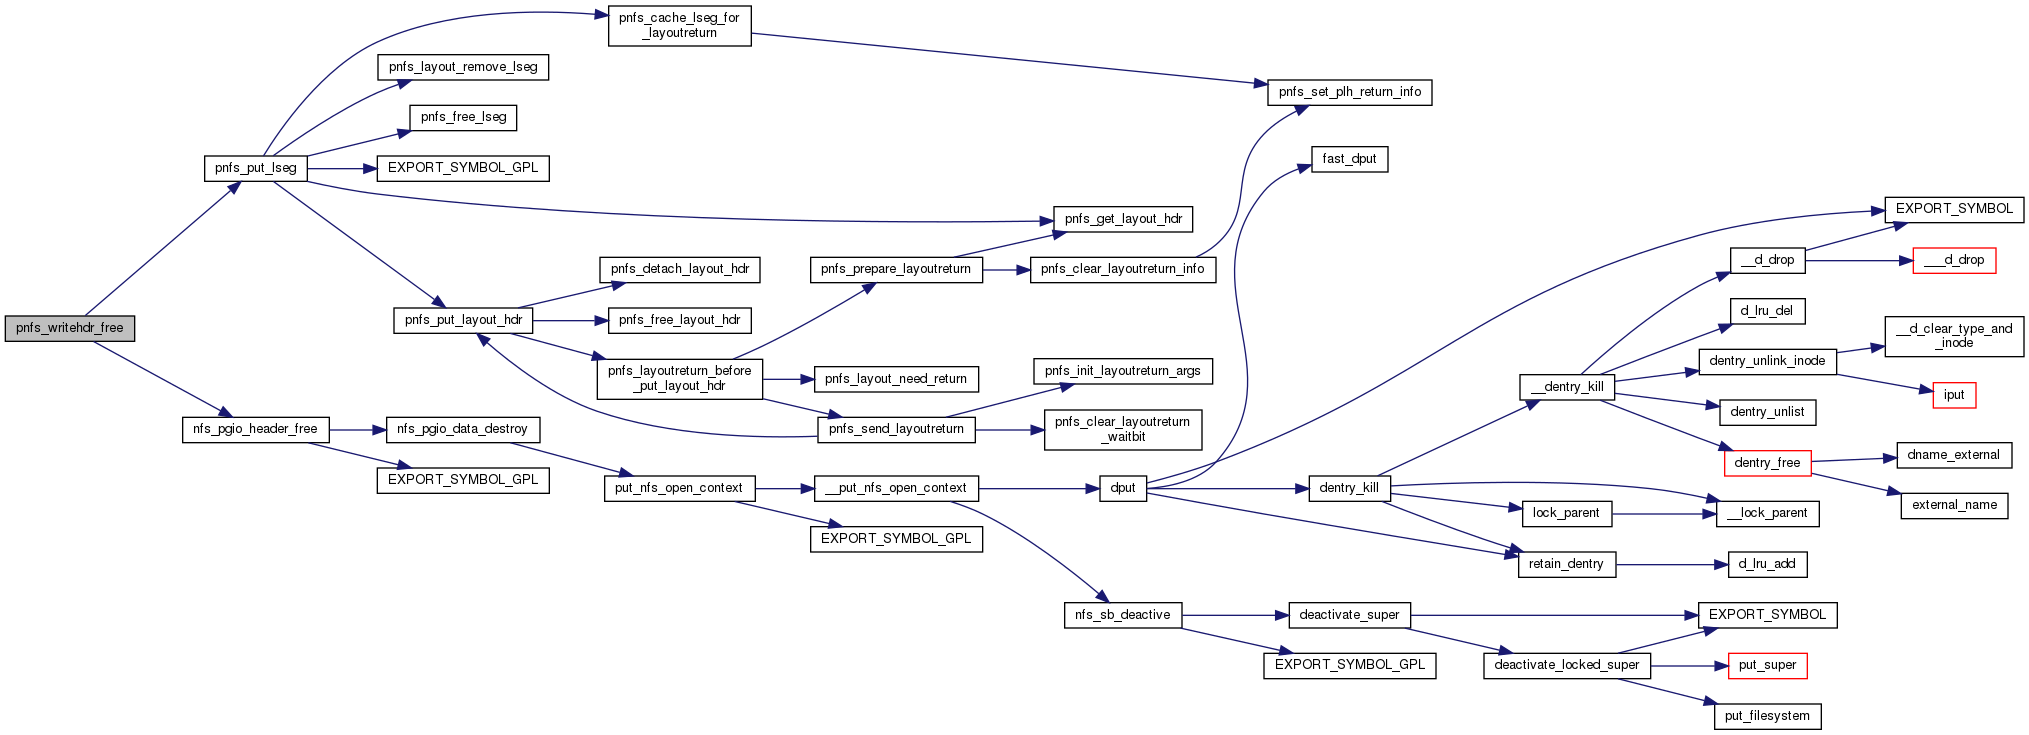 pnfs_cache_lseg_for
_layoutreturn
pnfs_layout_remove_lseg
pnfs_set_plh_return_info
pnfs_free_lseg
fast_dput
pnfs_put_lseg
EXPORT_SYMBOL_GPL
EXPORT_SYMBOL
pnfs_get_layout_hdr
__d_drop
___d_drop
pnfs_detach_layout_hdr
pnfs_prepare_layoutreturn
pnfs_clear_layoutreturn_info
d_lru_del
pnfs_writehdr_free
pnfs_put_layout_hdr
pnfs_free_layout_hdr
__d_clear_type_and
_inode
dentry_unlink_inode
pnfs_layoutreturn_before
_put_layout_hdr
pnfs_layout_need_return
pnfs_init_layoutreturn_args
__dentry_kill
iput
dentry_unlist
nfs_pgio_header_free
nfs_pgio_data_destroy
pnfs_send_layoutreturn
pnfs_clear_layoutreturn
_waitbit
dentry_free
dname_external
EXPORT_SYMBOL_GPL
put_nfs_open_context
__put_nfs_open_context
dput
dentry_kill
lock_parent
__lock_parent
external_name
EXPORT_SYMBOL_GPL
retain_dentry
d_lru_add
nfs_sb_deactive
deactivate_super
EXPORT_SYMBOL
EXPORT_SYMBOL_GPL
deactivate_locked_super
put_super
put_filesystem